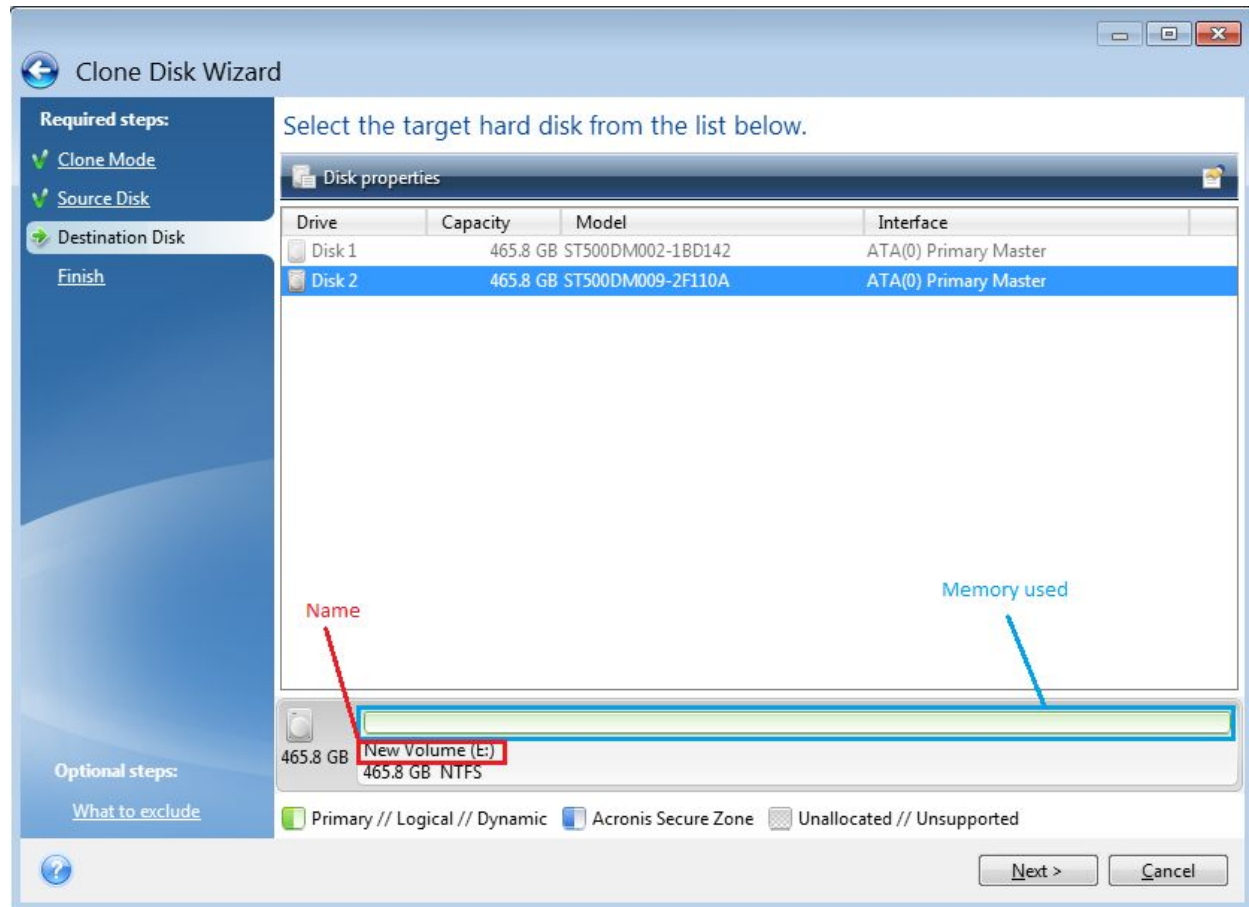 Clone Disk Wizard
Required steps:
Clone Mode
Source Disk
Destination Disk
Finish
Optional steps:
What to exclude
Select the target hard disk from the list below.
Disk properties
Drive Capacity Model Interface
Disk 1 465.8 GB ST500DM002-1BD142 ATA(0) Primary Master
Disk 2 465.8 GB ST500DM009-2F110A ATA(0) Primary Master
Name
Memory used
465.8 GB
New Volume (E:)
465.8 GB NTFS
Primary // Logical // Dynamic Acronis Secure Zone Unallocated // Unsupported
Next > Cancel